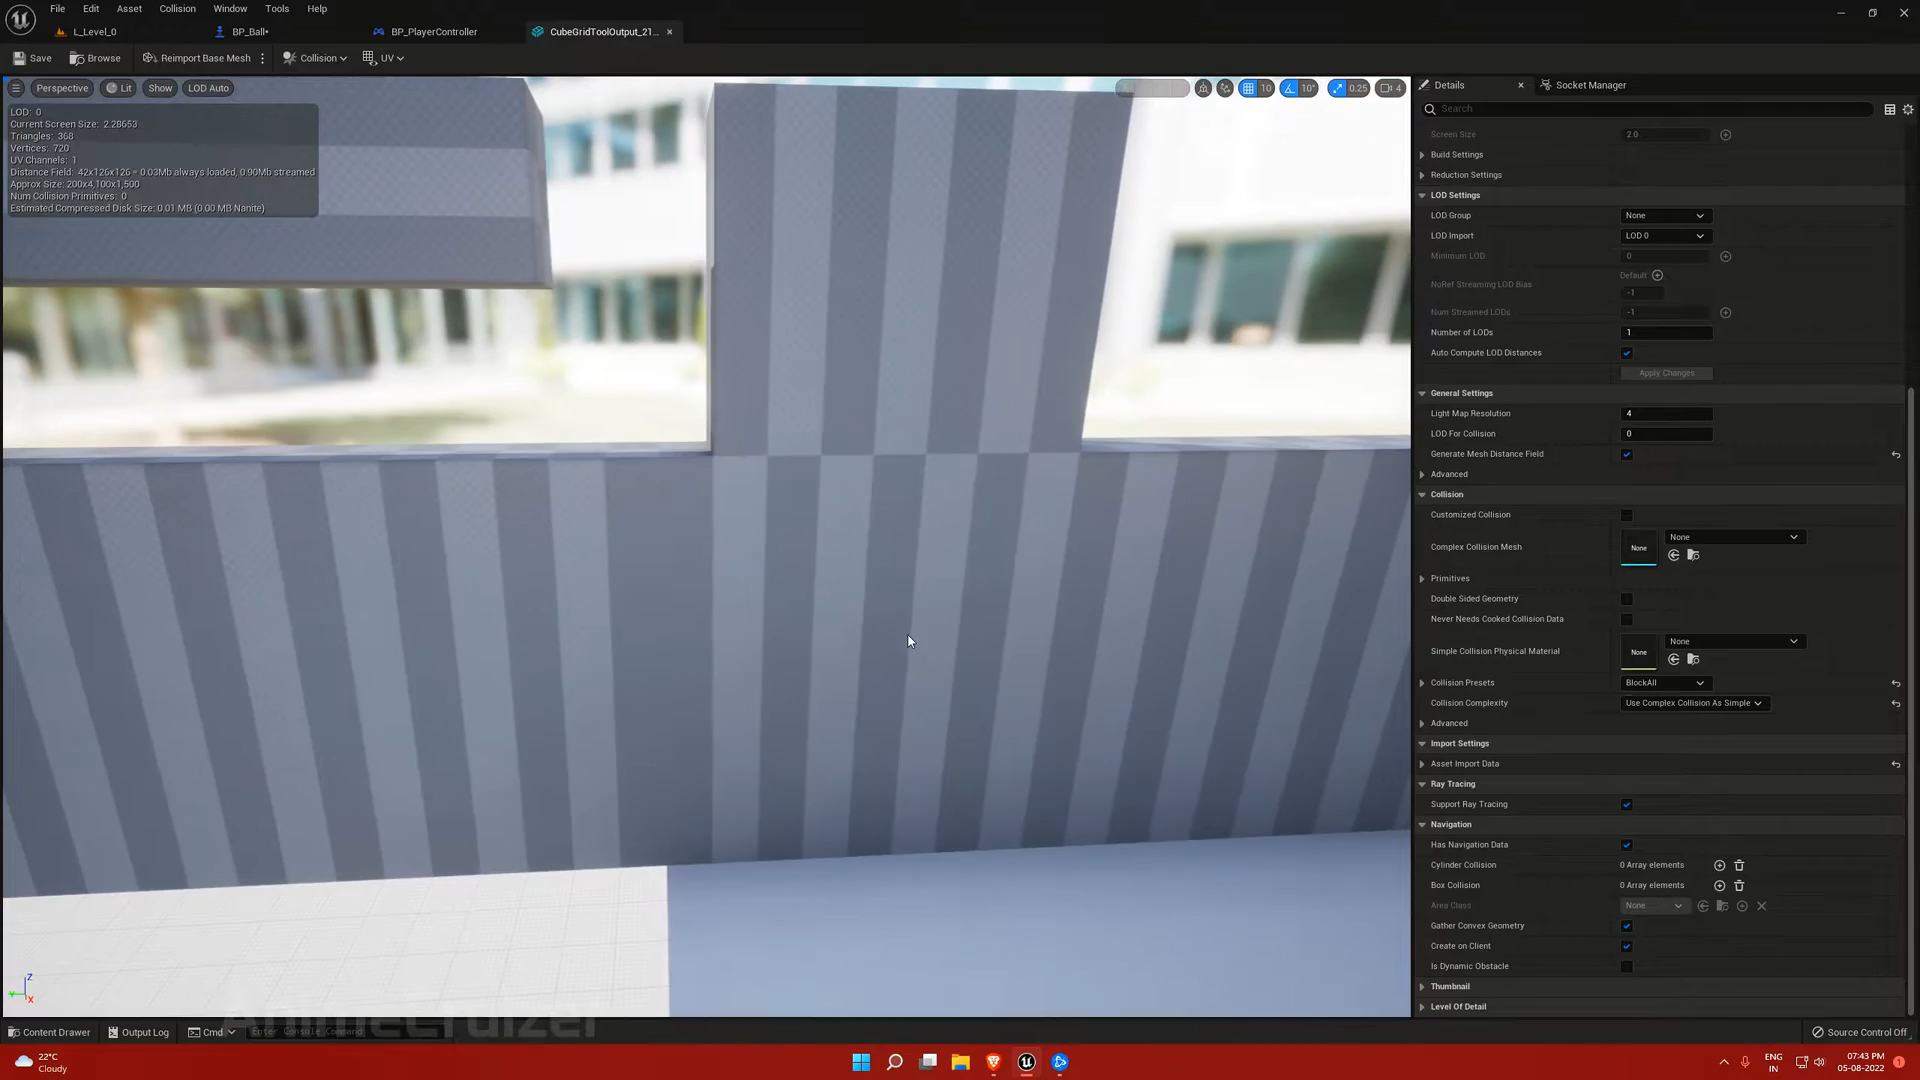 File Edit Asset Collision Window Tools Help
L_Level_0 BP_Ball* BP_PlayerController CubeGridToolOutput_21...
Save Browse Reimport Base Mesh Collision UV
Perspective Lit Show LOD Auto 10 10° 0.25 4
LOD: 0
Current Screen Size: 2.28653
Triangles: 368
Vertices: 720
UV Channels: 1
Distance Field: 42x126x126 = 0.03Mb always loaded, 0.90Mb streamed
Approx Size: 200x4,100x1,500
Num Collision Primitives: 0
Estimated Compressed Disk Size: 0.01 MB (0.00 MB Nanite)
Z
Y
X
Details Socket Manager
Search
Screen Size 2.0
Build Settings
Reduction Settings
LOD Settings
LOD Group None
LOD Import LOD 0
Minimum LOD 0
Default
NoRef Streaming LOD Bias
-1
Num Streamed LODs -1
Number of LODs 1
Auto Compute LOD Distances
Apply Changes
General Settings
Light Map Resolution 4
LOD For Collision 0
Generate Mesh Distance Field
Advanced
Collision
Customized Collision
Complex Collision Mesh None None
Primitives
Double Sided Geometry
Never Needs Cooked Collision Data
Simple Collision Physical Material None None
Collision Presets BlockAll
Collision Complexity Use Complex Collision As Simple
Advanced
Import Settings
Asset Import Data
Ray Tracing
Support Ray Tracing
Navigation
Has Navigation Data
Cylinder Collision 0 Array elements
Box Collision 0 Array elements
Area Class None
Gather Convex Geometry
Create on Client
Is Dynamic Obstacle
Thumbnail
Level Of Detail
Content Drawer Output Log Cmd Enter Console Command
Source Control Off
22°C
Cloudy
ENG
IN
07:43 PM
05-08-2022
1